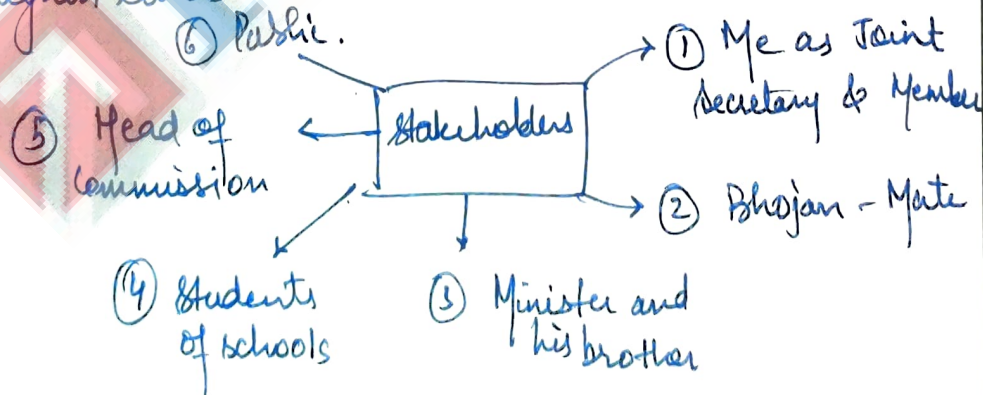 ⑥ Public.
① Me as Joint
Secretary & Member
Stakeholders
⑤ Head of
Commission
② Bhojan - Mate
④ Students
of schools
③ Minister and
his brother